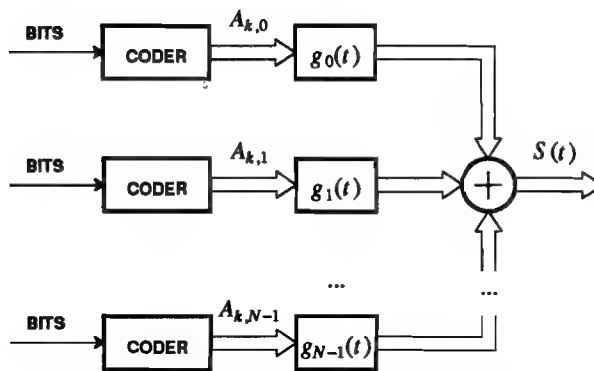 BITS CODER A_{k,0} g_0(t)
BITS CODER A_{k,1} g_1(t) + S(t)
... ...
BITS CODER A_{k,N-1} g_{N-1}(t)